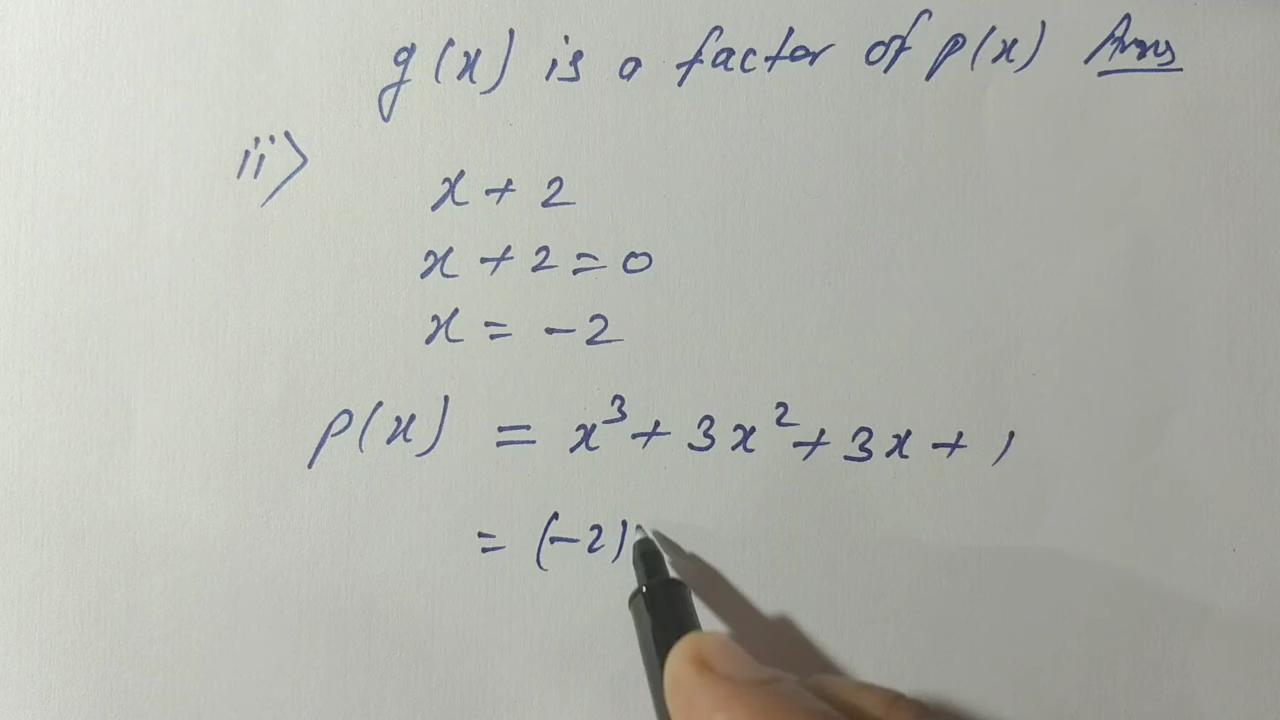 g(x) is a factor of p(x) Ans
ii>
x + 2
x + 2 = 0
x = -2
p(x) = x³ + 3x² + 3x + 1
= (-2)